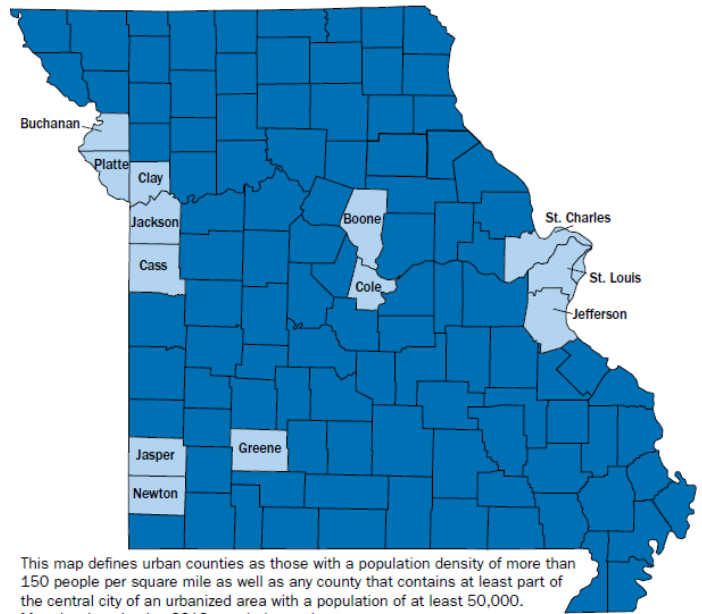 Buchanan
Platte
Clay
Jackson
Cass
Boone
Cole
St. Charles
St. Louis
Jefferson
Jasper
Newton
Greene
This map defines urban counties as those with a population density of more than
150 people per square mile as well as any county that contains at least part of
the central city of an urbanized area with a population of at least 50,000.